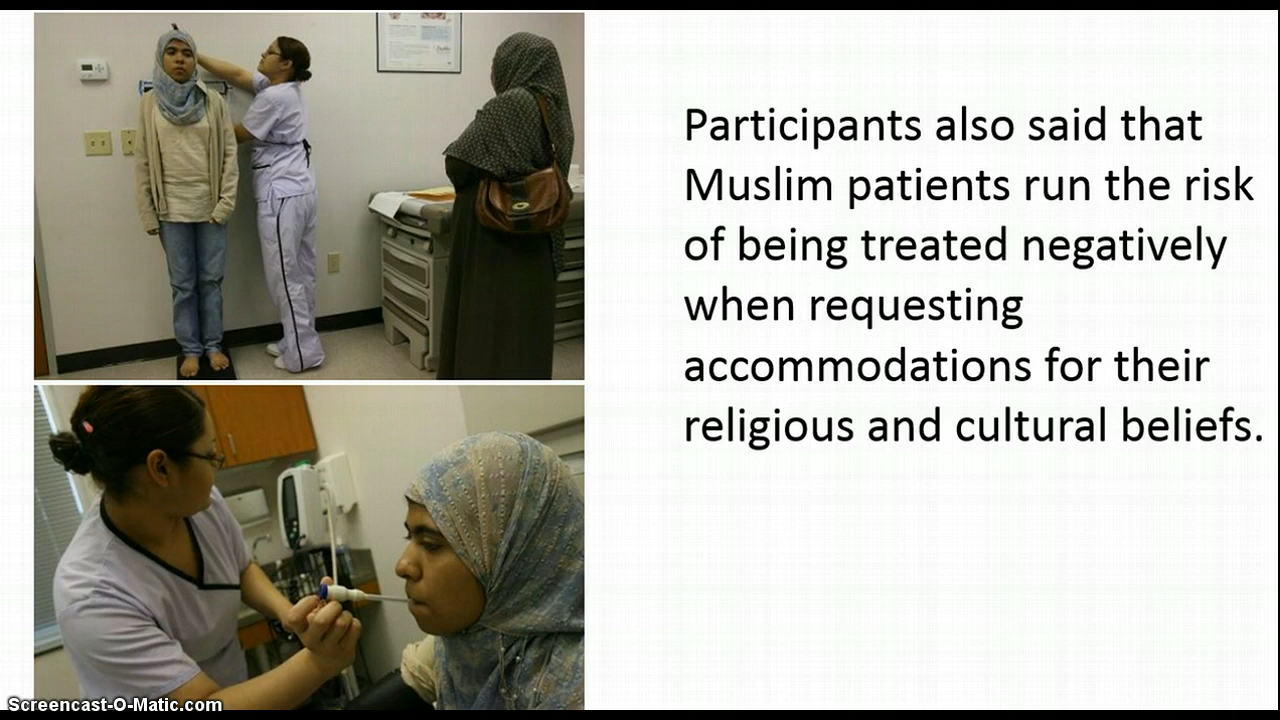 Participants also said that
Muslim patients run the risk
of being treated negatively
when requesting
accommodations for their
religious and cultural beliefs.
Screencast-O-Matic.com